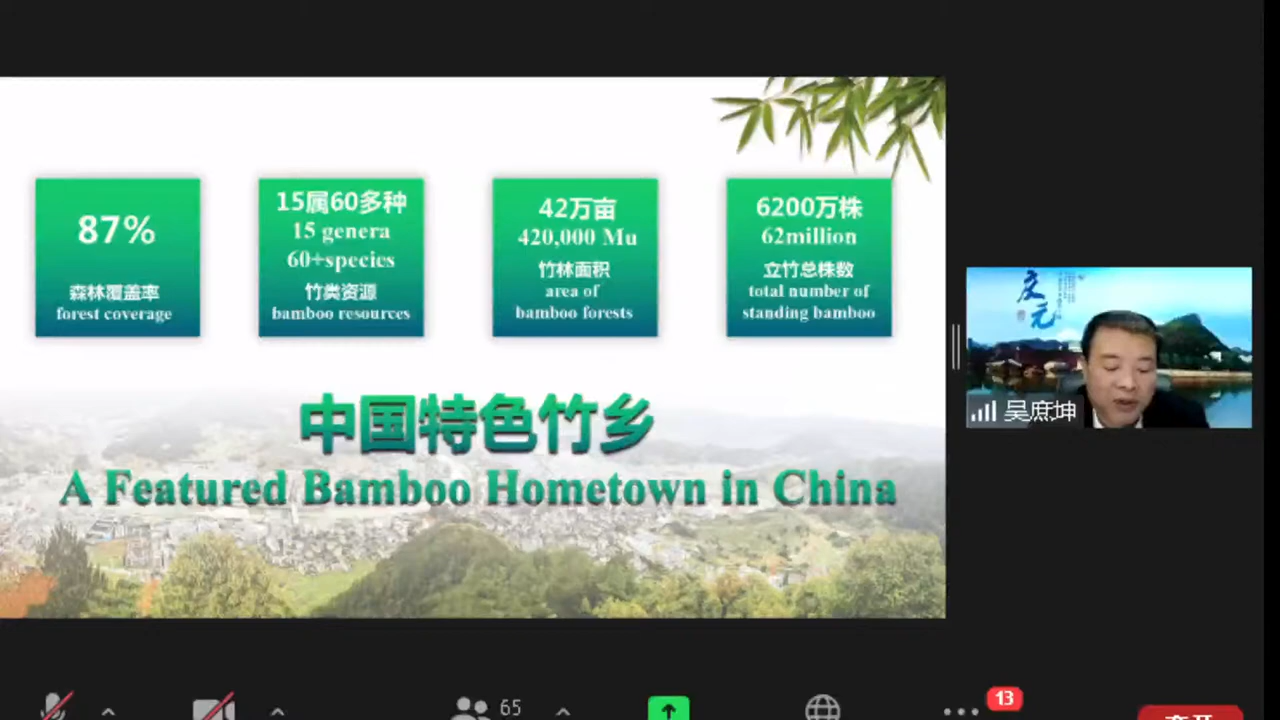 87%
森林覆盖率
forest coverage
15属60多种
15 genera
60+species
竹类资源
bamboo resources
42万亩
420,000 Mu
竹林面积
area of
bamboo forests
6200万株
62million
立竹总株数
total number of
standing bamboo
中国特色竹乡
A Featured Bamboo Hometown in China
庆元
吴庶坤
65
13
离开